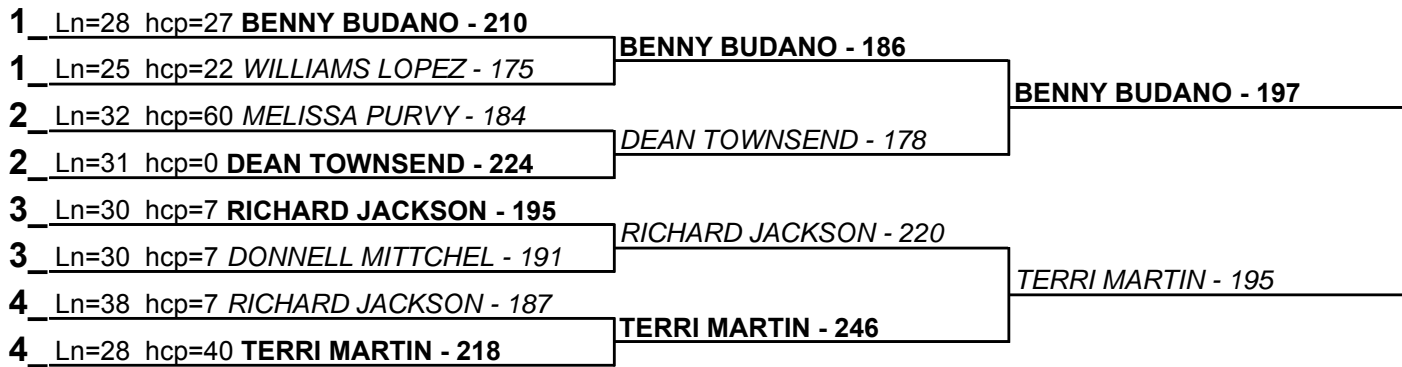 1_ Ln=28 hcp=27 BENNY BUDANO - 210
1_ Ln=25 hcp=22 WILLIAMS LOPEZ - 175
2_ Ln=32 hcp=60 MELISSA PURVY - 184
2_ Ln=31 hcp=0 DEAN TOWNSEND - 224
3_ Ln=30 hcp=7 RICHARD JACKSON - 195
3_ Ln=30 hcp=7 DONNELL MITTCHEL - 191
4_ Ln=38 hcp=7 RICHARD JACKSON - 187
4_ Ln=28 hcp=40 TERRI MARTIN - 218
BENNY BUDANO - 186
DEAN TOWNSEND - 178
RICHARD JACKSON - 220
TERRI MARTIN - 246
BENNY BUDANO - 197
TERRI MARTIN - 195